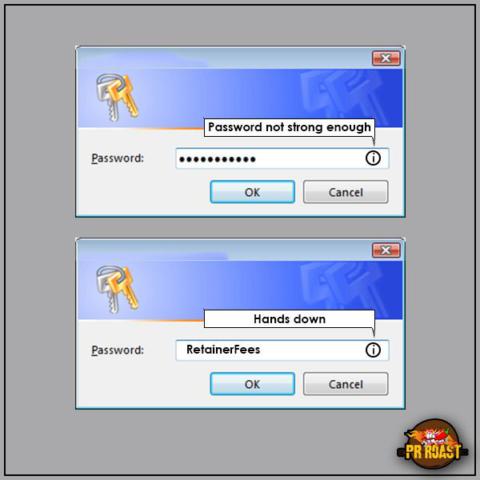 Password not strong enough
Password:
OK Cancel
Hands down
Password: RetainerFees
OK Cancel
PR ROAST